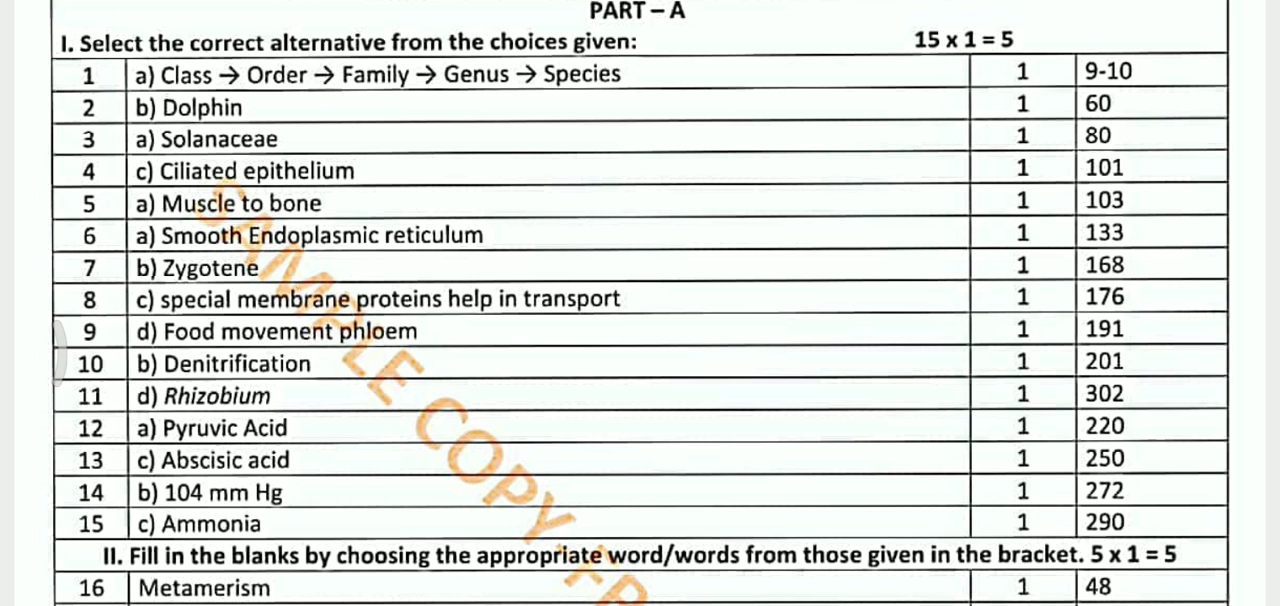 PART – A
I. Select the correct alternative from the choices given: 15 x 1 = 5
1 a) Class → Order → Family → Genus → Species 1 9-10
2 b) Dolphin 1 60
3 a) Solanaceae 1 80
4 c) Ciliated epithelium 1 101
5 a) Muscle to bone 1 103
6 a) Smooth Endoplasmic reticulum 1 133
7 b) Zygotene 1 168
8 c) special membrane proteins help in transport 1 176
9 d) Food movement phloem 1 191
10 b) Denitrification 1 201
11 d) Rhizobium 1 302
12 a) Pyruvic Acid 1 220
13 c) Abscisic acid 1 250
14 b) 104 mm Hg 1 272
15 c) Ammonia 1 290
II. Fill in the blanks by choosing the appropriate word/words from those given in the bracket. 5 x 1 = 5
16 Metamerism 1 48
SAMPLE COPY